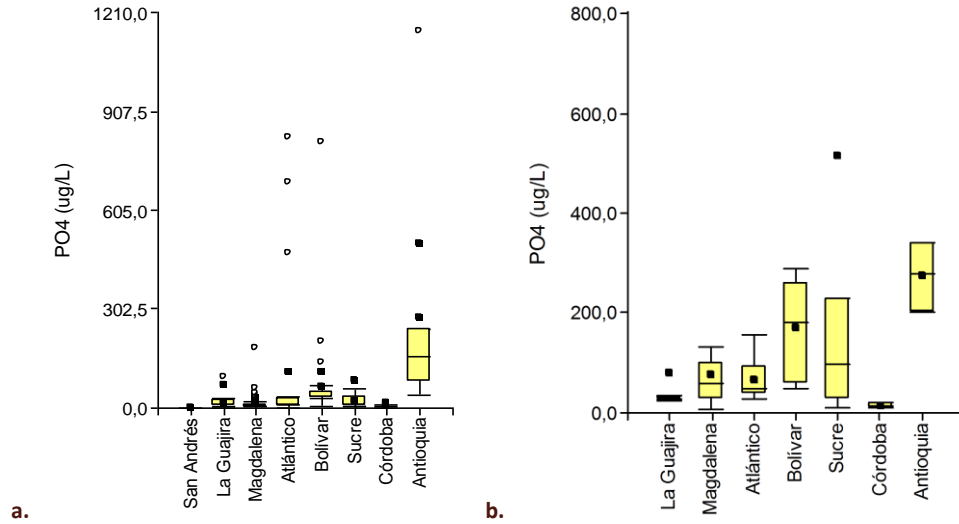 1210,0
907,5
605,0
302,5
0,0
PO4 (ug/L)
San Andrés
La Guajira
Magdalena
Atlántico
Bolívar
Sucre
Córdoba
Antioquia
a.
800,0
600,0
400,0
200,0
0,0
PO4 (ug/L)
La Guajira
Magdalena
Atlántico
Bolívar
Sucre
Córdoba
Antioquia
b.